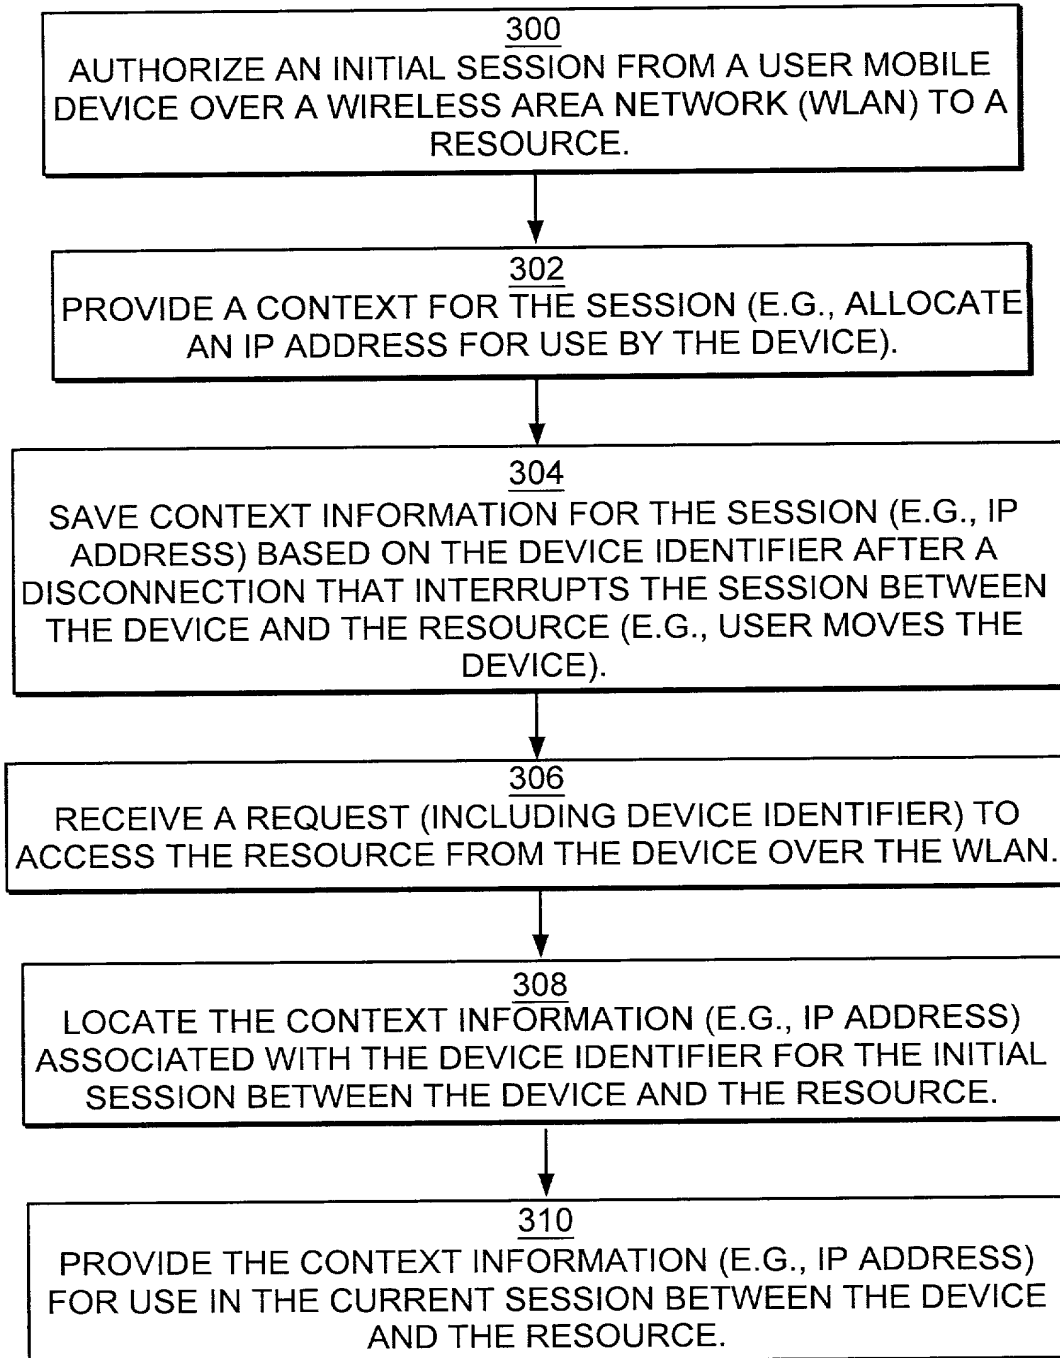 300
AUTHORIZE AN INITIAL SESSION FROM A USER MOBILE
DEVICE OVER A WIRELESS AREA NETWORK (WLAN) TO A
RESOURCE.
302
PROVIDE A CONTEXT FOR THE SESSION (E.G., ALLOCATE
AN IP ADDRESS FOR USE BY THE DEVICE).
304
SAVE CONTEXT INFORMATION FOR THE SESSION (E.G., IP
ADDRESS) BASED ON THE DEVICE IDENTIFIER AFTER A
DISCONNECTION THAT INTERRUPTS THE SESSION BETWEEN
THE DEVICE AND THE RESOURCE (E.G., USER MOVES THE
DEVICE).
306
RECEIVE A REQUEST (INCLUDING DEVICE IDENTIFIER) TO
ACCESS THE RESOURCE FROM THE DEVICE OVER THE WLAN.
308
LOCATE THE CONTEXT INFORMATION (E.G., IP ADDRESS)
ASSOCIATED WITH THE DEVICE IDENTIFIER FOR THE INITIAL
SESSION BETWEEN THE DEVICE AND THE RESOURCE.
310
PROVIDE THE CONTEXT INFORMATION (E.G., IP ADDRESS)
FOR USE IN THE CURRENT SESSION BETWEEN THE DEVICE
AND THE RESOURCE.